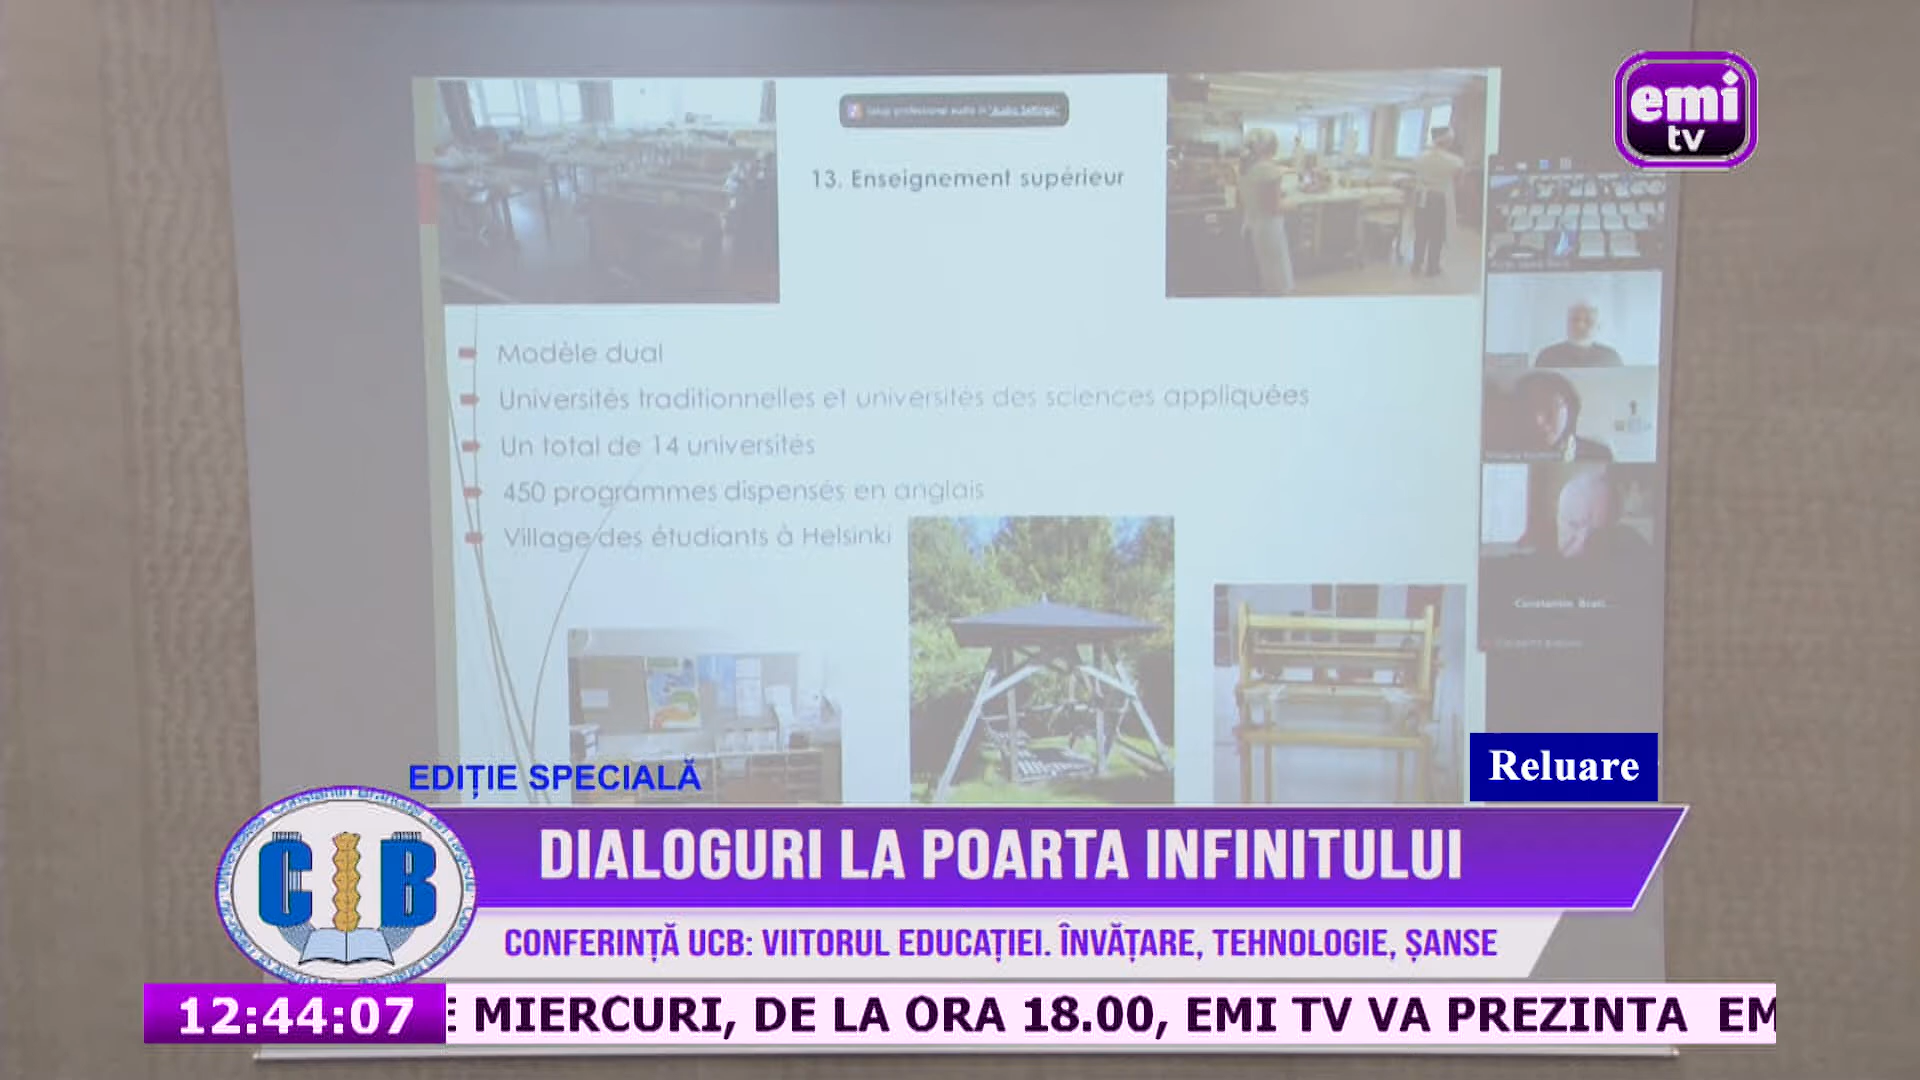 emi
tv
"Audio Settings"
13. Enseignement supérieur
Modèle dual
Universités traditionnelles et universités des sciences appliquées
Un total de 14 universités
450 programmes dispensés en anglais
Village des étudiants à Helsinki
Constantin
Reluare
EDIȚIE SPECIALĂ
DIALOGURI LA POARTA INFINITULUI
CIB
CONFERINȚĂ UCB: VIITORUL EDUCAȚIEI. ÎNVĂȚARE, TEHNOLOGIE, ȘANSE
12:44:07
E MIERCURI, DE LA ORA 18.00, EMI TV VA PREZINTA EM